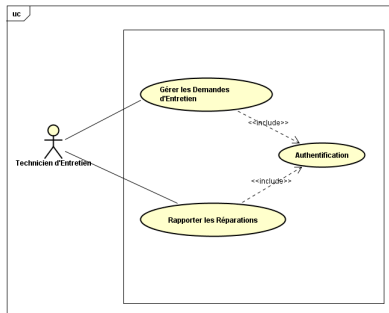 uc
Gérer les Demandes
d'Entretien
<<include>>
Technicien d'Entretien
Authentification
<<include>>
Rapporter les Réparations